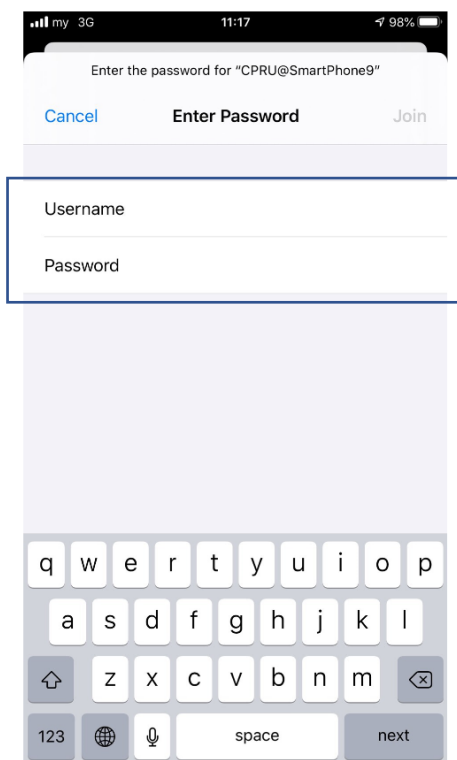 my 3G 11:17 98%
Enter the password for “CPRU@SmartPhone9”
Cancel Enter Password Join
Username
Password
q w e r t y u i o p
a s d f g h j k l
z x c v b n m
123 space next